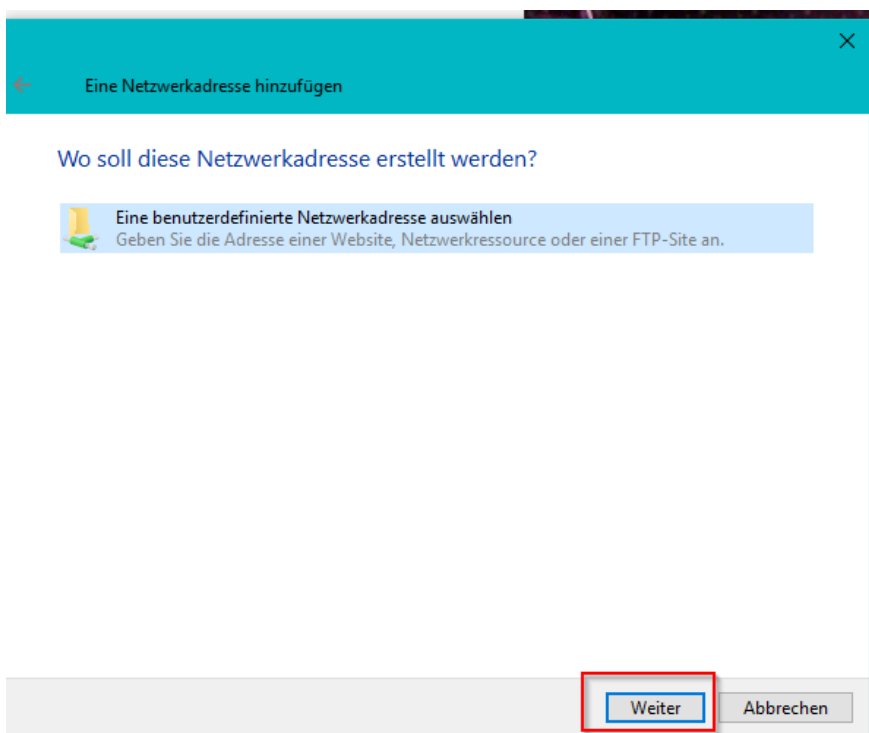 Eine Netzwerkadresse hinzufügen
Wo soll diese Netzwerkadresse erstellt werden?
Eine benutzerdefinierte Netzwerkadresse auswählen
Geben Sie die Adresse einer Website, Netzwerkressource oder einer FTP-Site an.
Weiter
Abbrechen